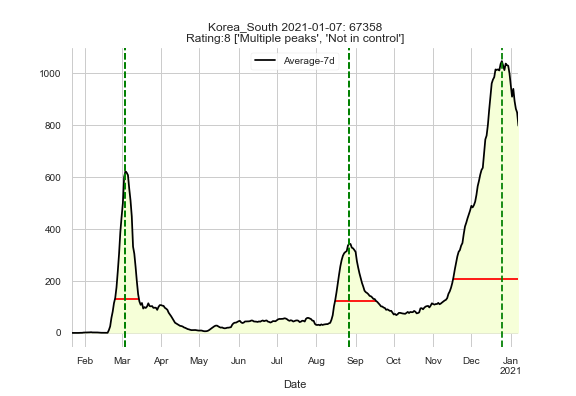 Korea_South 2021-01-07: 67358
Rating:8 ['Multiple peaks', 'Not in control']
Average-7d
1000
800
600
400
200
0
Feb Mar Apr May Jun Jul Aug Sep Oct Nov Dec Jan
2021
Date